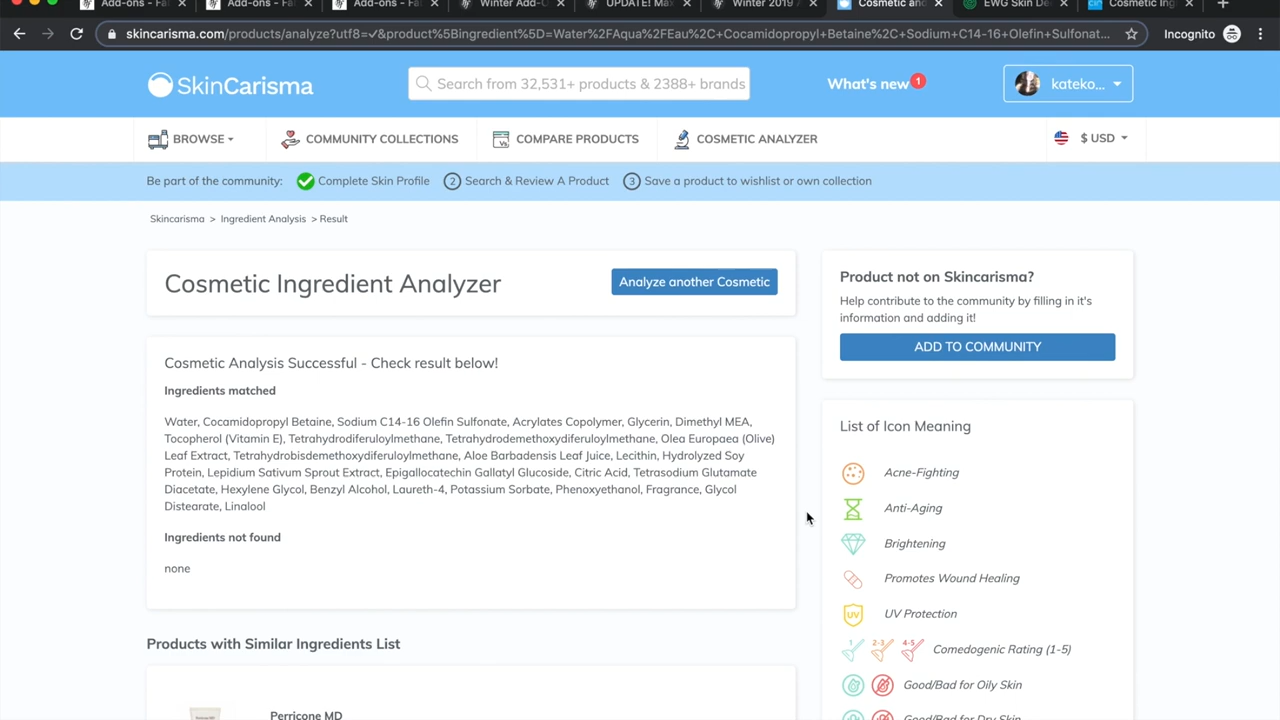 Add-ons - Fa
Add-ons - Fa
Add-ons - Fa
Winter Add-O
UPDATE! Ma
Winter 2019 A
Cosmetic an
EWG Skin De
Cosmetic Ing
skincarisma.com/products/analyze?utf8=✓&product%5Bingredient%5D=Water%2FAqua%2FEau%2C+Cocamidopropyl+Betaine%2C+Sodium+C14-16+Olefin+Sulfonat...
Incognito
SkinCarisma
Search from 32,531+ products & 2388+ brands
What's new 1
kateko...
BROWSE
COMMUNITY COLLECTIONS
COMPARE PRODUCTS
COSMETIC ANALYZER
$ USD
Be part of the community: Complete Skin Profile 2 Search & Review A Product 3 Save a product to wishlist or own collection
Skincarisma > Ingredient Analysis > Result
Cosmetic Ingredient Analyzer
Analyze another Cosmetic
Cosmetic Analysis Successful - Check result below!
Ingredients matched
Water, Cocamidopropyl Betaine, Sodium C14-16 Olefin Sulfonate, Acrylates Copolymer, Glycerin, Dimethyl MEA,
Tocopherol (Vitamin E), Tetrahydrodiferuloylmethane, Tetrahydrodemethoxydiferuloylmethane, Olea Europaea (Olive)
Leaf Extract, Tetrahydrobisdemethoxydiferuloylmethane, Aloe Barbadensis Leaf Juice, Lecithin, Hydrolyzed Soy
Protein, Lepidium Sativum Sprout Extract, Epigallocatechin Gallatyl Glucoside, Citric Acid, Tetrasodium Glutamate
Diacetate, Hexylene Glycol, Benzyl Alcohol, Laureth-4, Potassium Sorbate, Phenoxyethanol, Fragrance, Glycol
Distearate, Linalool
Ingredients not found
none
Products with Similar Ingredients List
Perricone MD
Product not on Skincarisma?
Help contribute to the community by filling in it's
information and adding it!
ADD TO COMMUNITY
List of Icon Meaning
Acne-Fighting
Anti-Aging
Brightening
Promotes Wound Healing
UV
UV Protection
1 2-3 4-5 Comedogenic Rating (1-5)
Good/Bad for Oily Skin
Good/Bad for Dry Skin